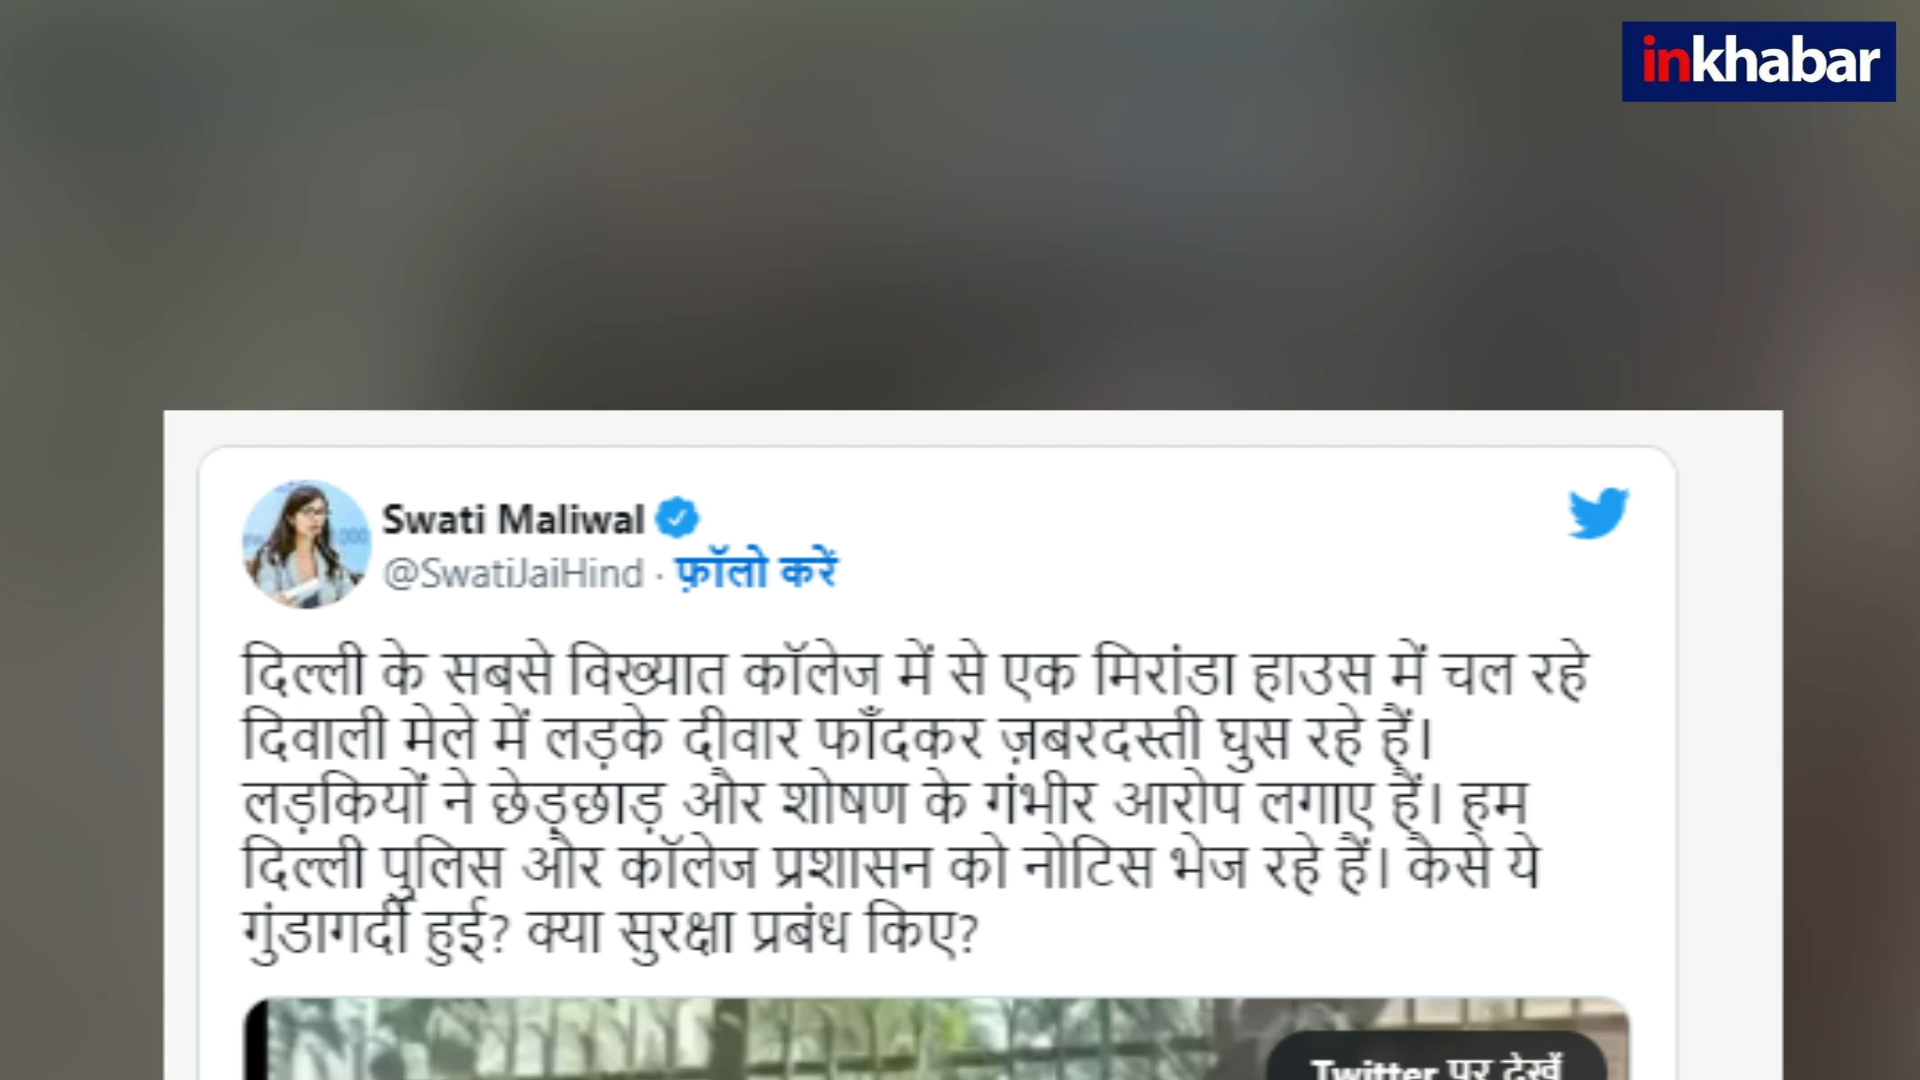 inkhabar
Swati Maliwal
@SwatiJaiHind · फ़ॉलो करें
दिल्ली के सबसे विख्यात कॉलेज में से एक मिरांडा हाउस में चल रहे
दिवाली मेले में लड़के दीवार फाँदकर ज़बरदस्ती घुस रहे हैं।
लड़कियों ने छेड़छाड़ और शोषण के गंभीर आरोप लगाए हैं। हम
दिल्ली पुलिस और कॉलेज प्रशासन को नोटिस भेज रहे हैं। कैसे ये
गुंडागर्दी हुई? क्या सुरक्षा प्रबंध किए?
Twitter पर देखें